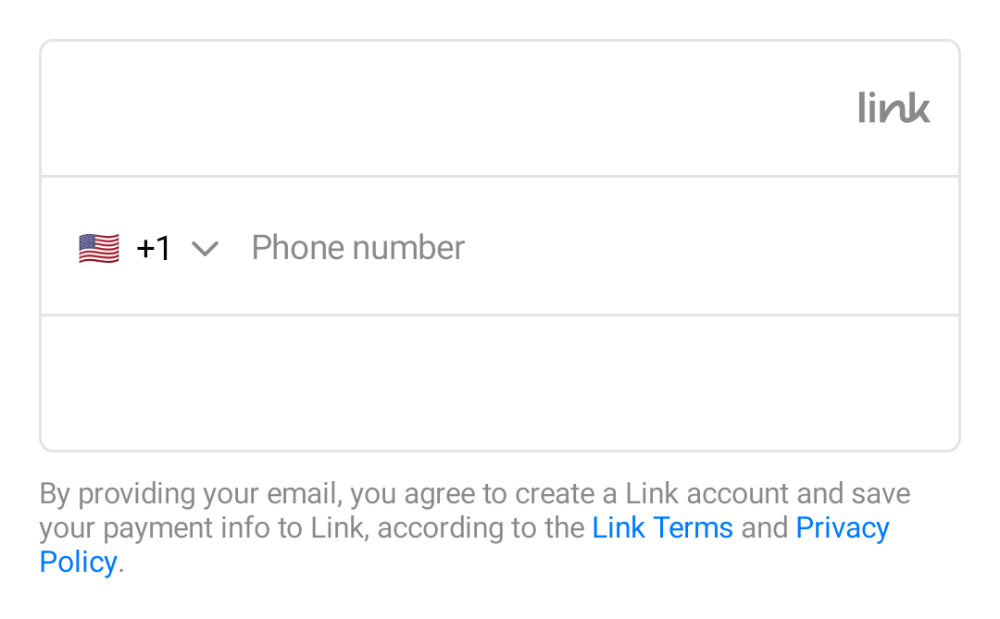 link
+1 Phone number
By providing your email, you agree to create a Link account and save
your payment info to Link, according to the Link Terms and Privacy
Policy.